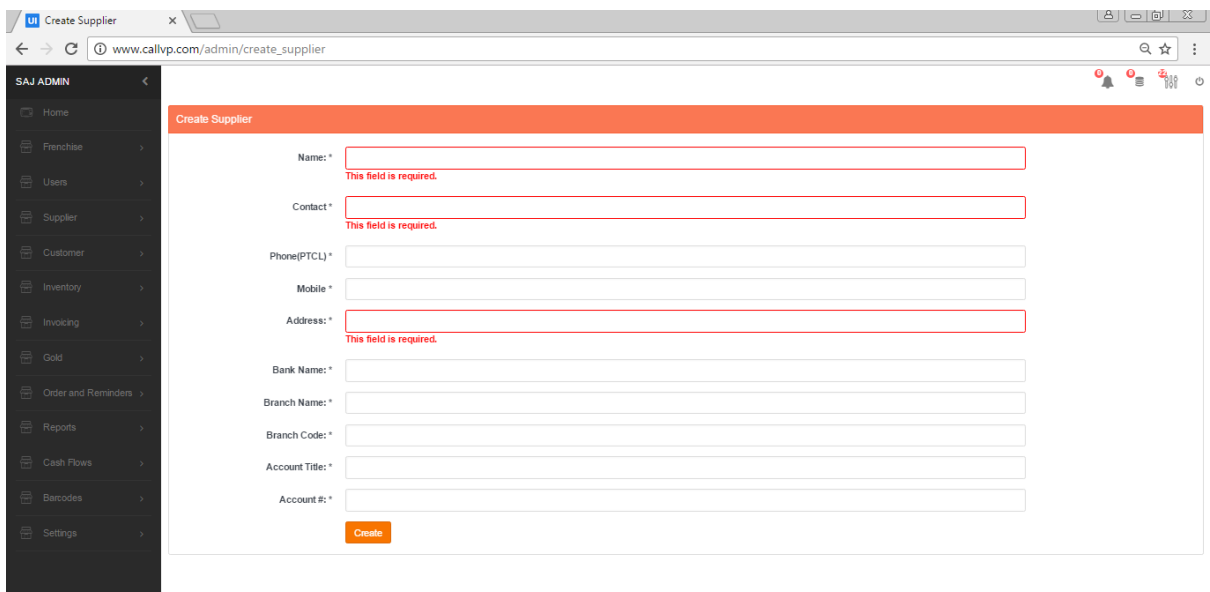 UI Create Supplier
www.callvp.com/admin/create_supplier
SAJ ADMIN
Home
Frenchise
Users
Supplier
Customer
Inventory
Invoicing
Gold
Order and Reminders
Reports
Cash Flows
Barcodes
Settings
22
Create Supplier
Name: *
This field is required.
Contact *
This field is required.
Phone(PTCL) *
Mobile *
Address: *
This field is required.
Bank Name: *
Branch Name: *
Branch Code: *
Account Title: *
Account #: *
Create